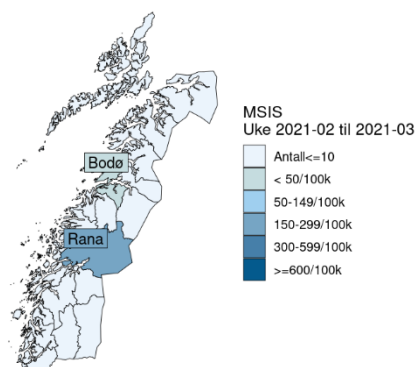 MSIS
Uke 2021-02 til 2021-03
Antall<=10
< 50/100k
50-149/100k
150-299/100k
300-599/100k
>=600/100k
Bodø
Rana